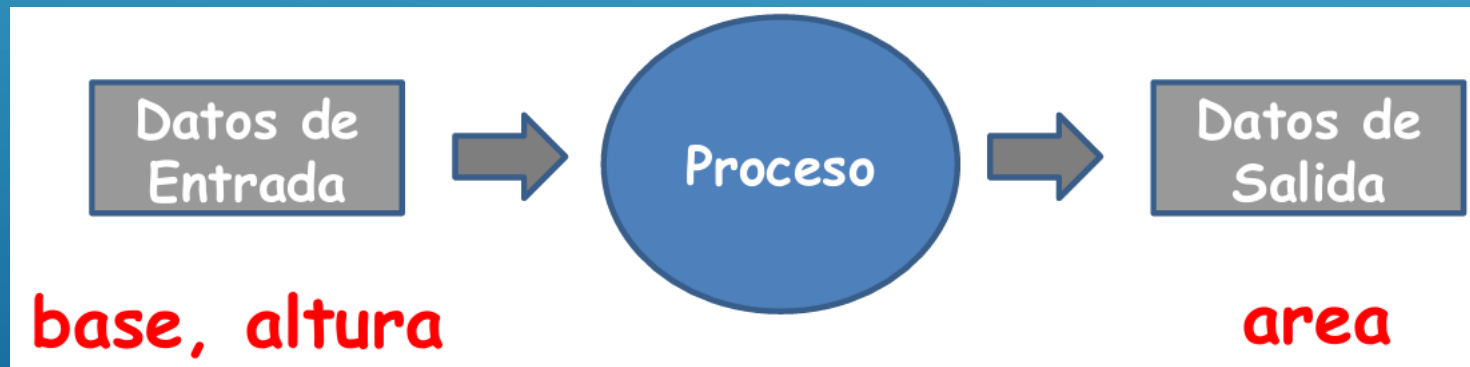 Datos de
Entrada
Proceso
Datos de
Salida
base, altura
area